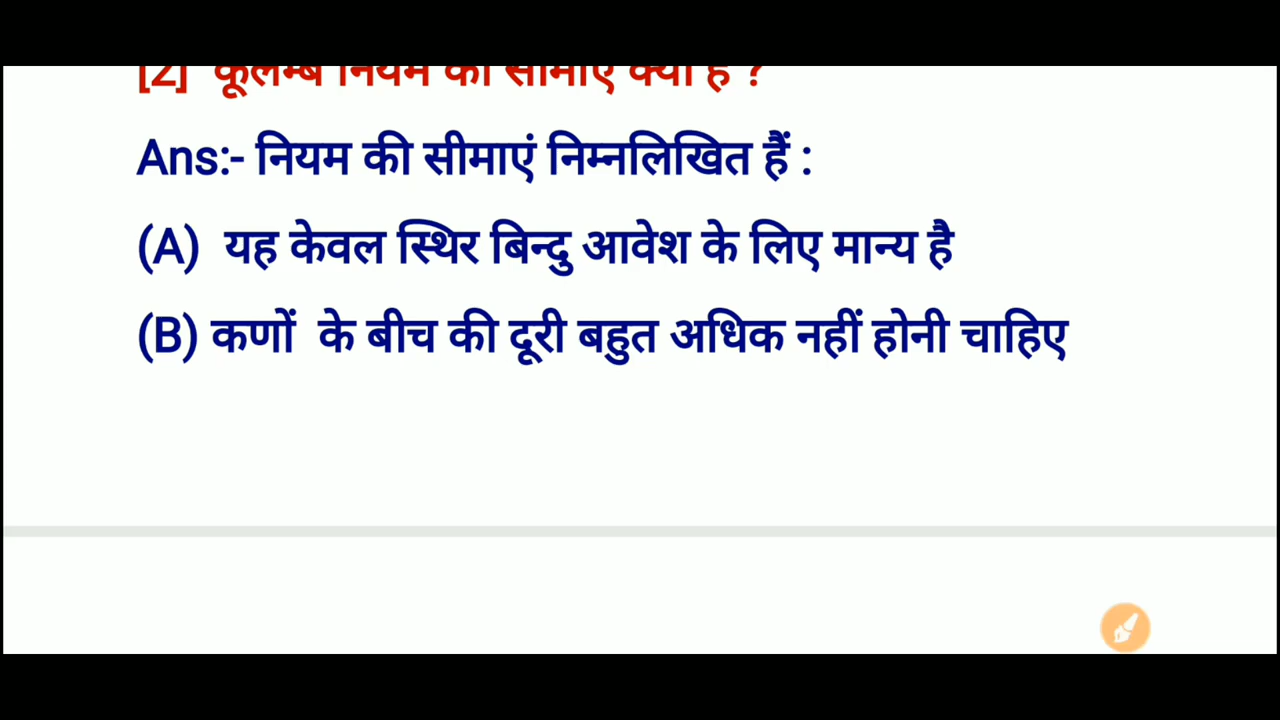 [2] कूलम्ब नियम की सीमाएं क्या है ?
Ans:- नियम की सीमाएं निम्नलिखित हैं :
(A) यह केवल स्थिर बिन्दु आवेश के लिए मान्य है
(B) कणों के बीच की दूरी बहुत अधिक नहीं होनी चाहिए